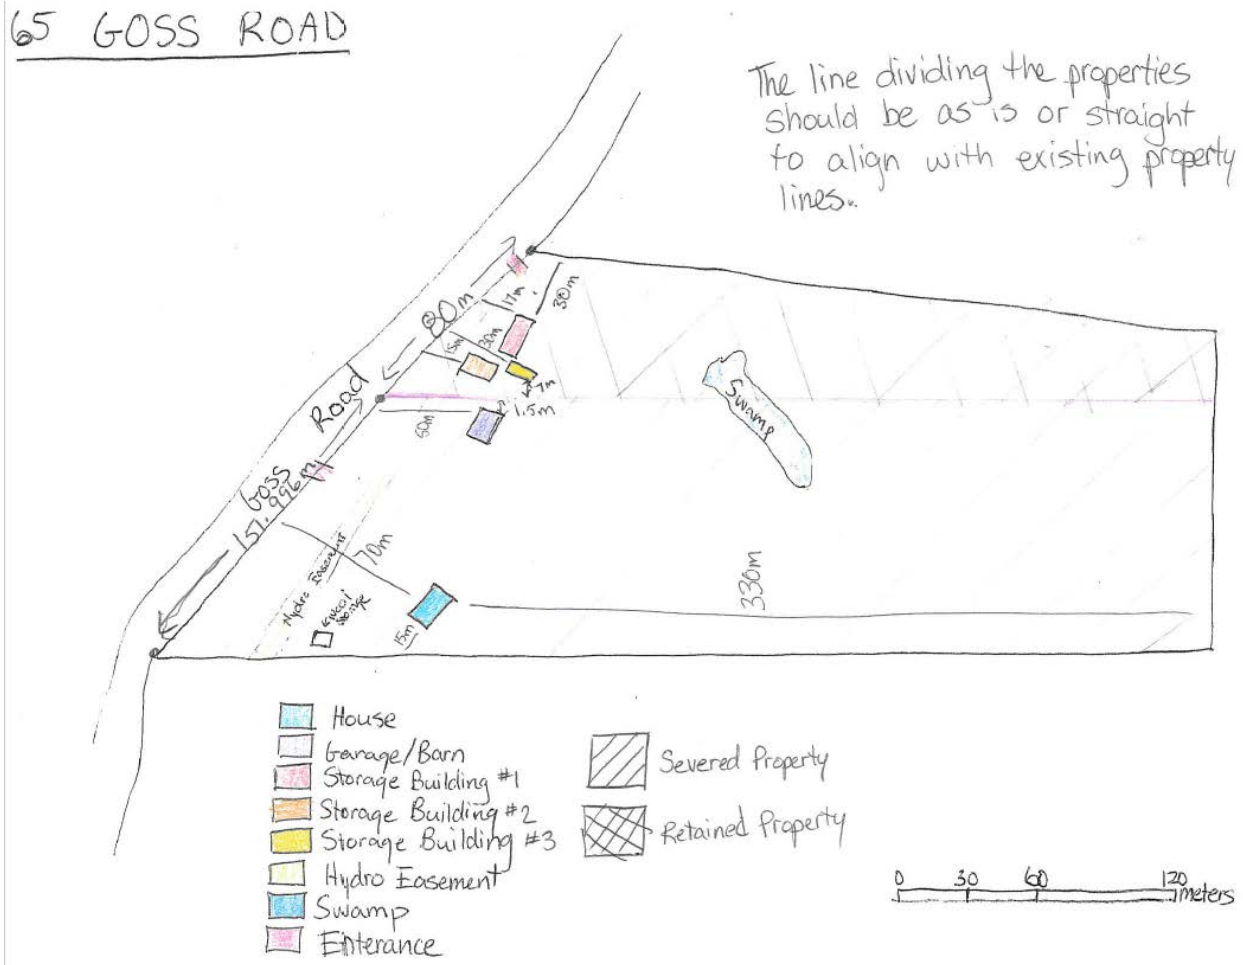 65 GOSS ROAD
The line dividing the properties
should be as is or straight
to align with existing property
lines.
80m
17m
30m
30m
15m
7m
1.5m
60m
Goss Road
157.996m
Swamp
Hydro Easement
70m
15m
330m
House
Garage/Barn
Storage Building #1
Storage Building #2
Storage Building #3
Hydro Easement
Swamp
Enterance
Severed Property
Retained Property
0 30 60 120
meters